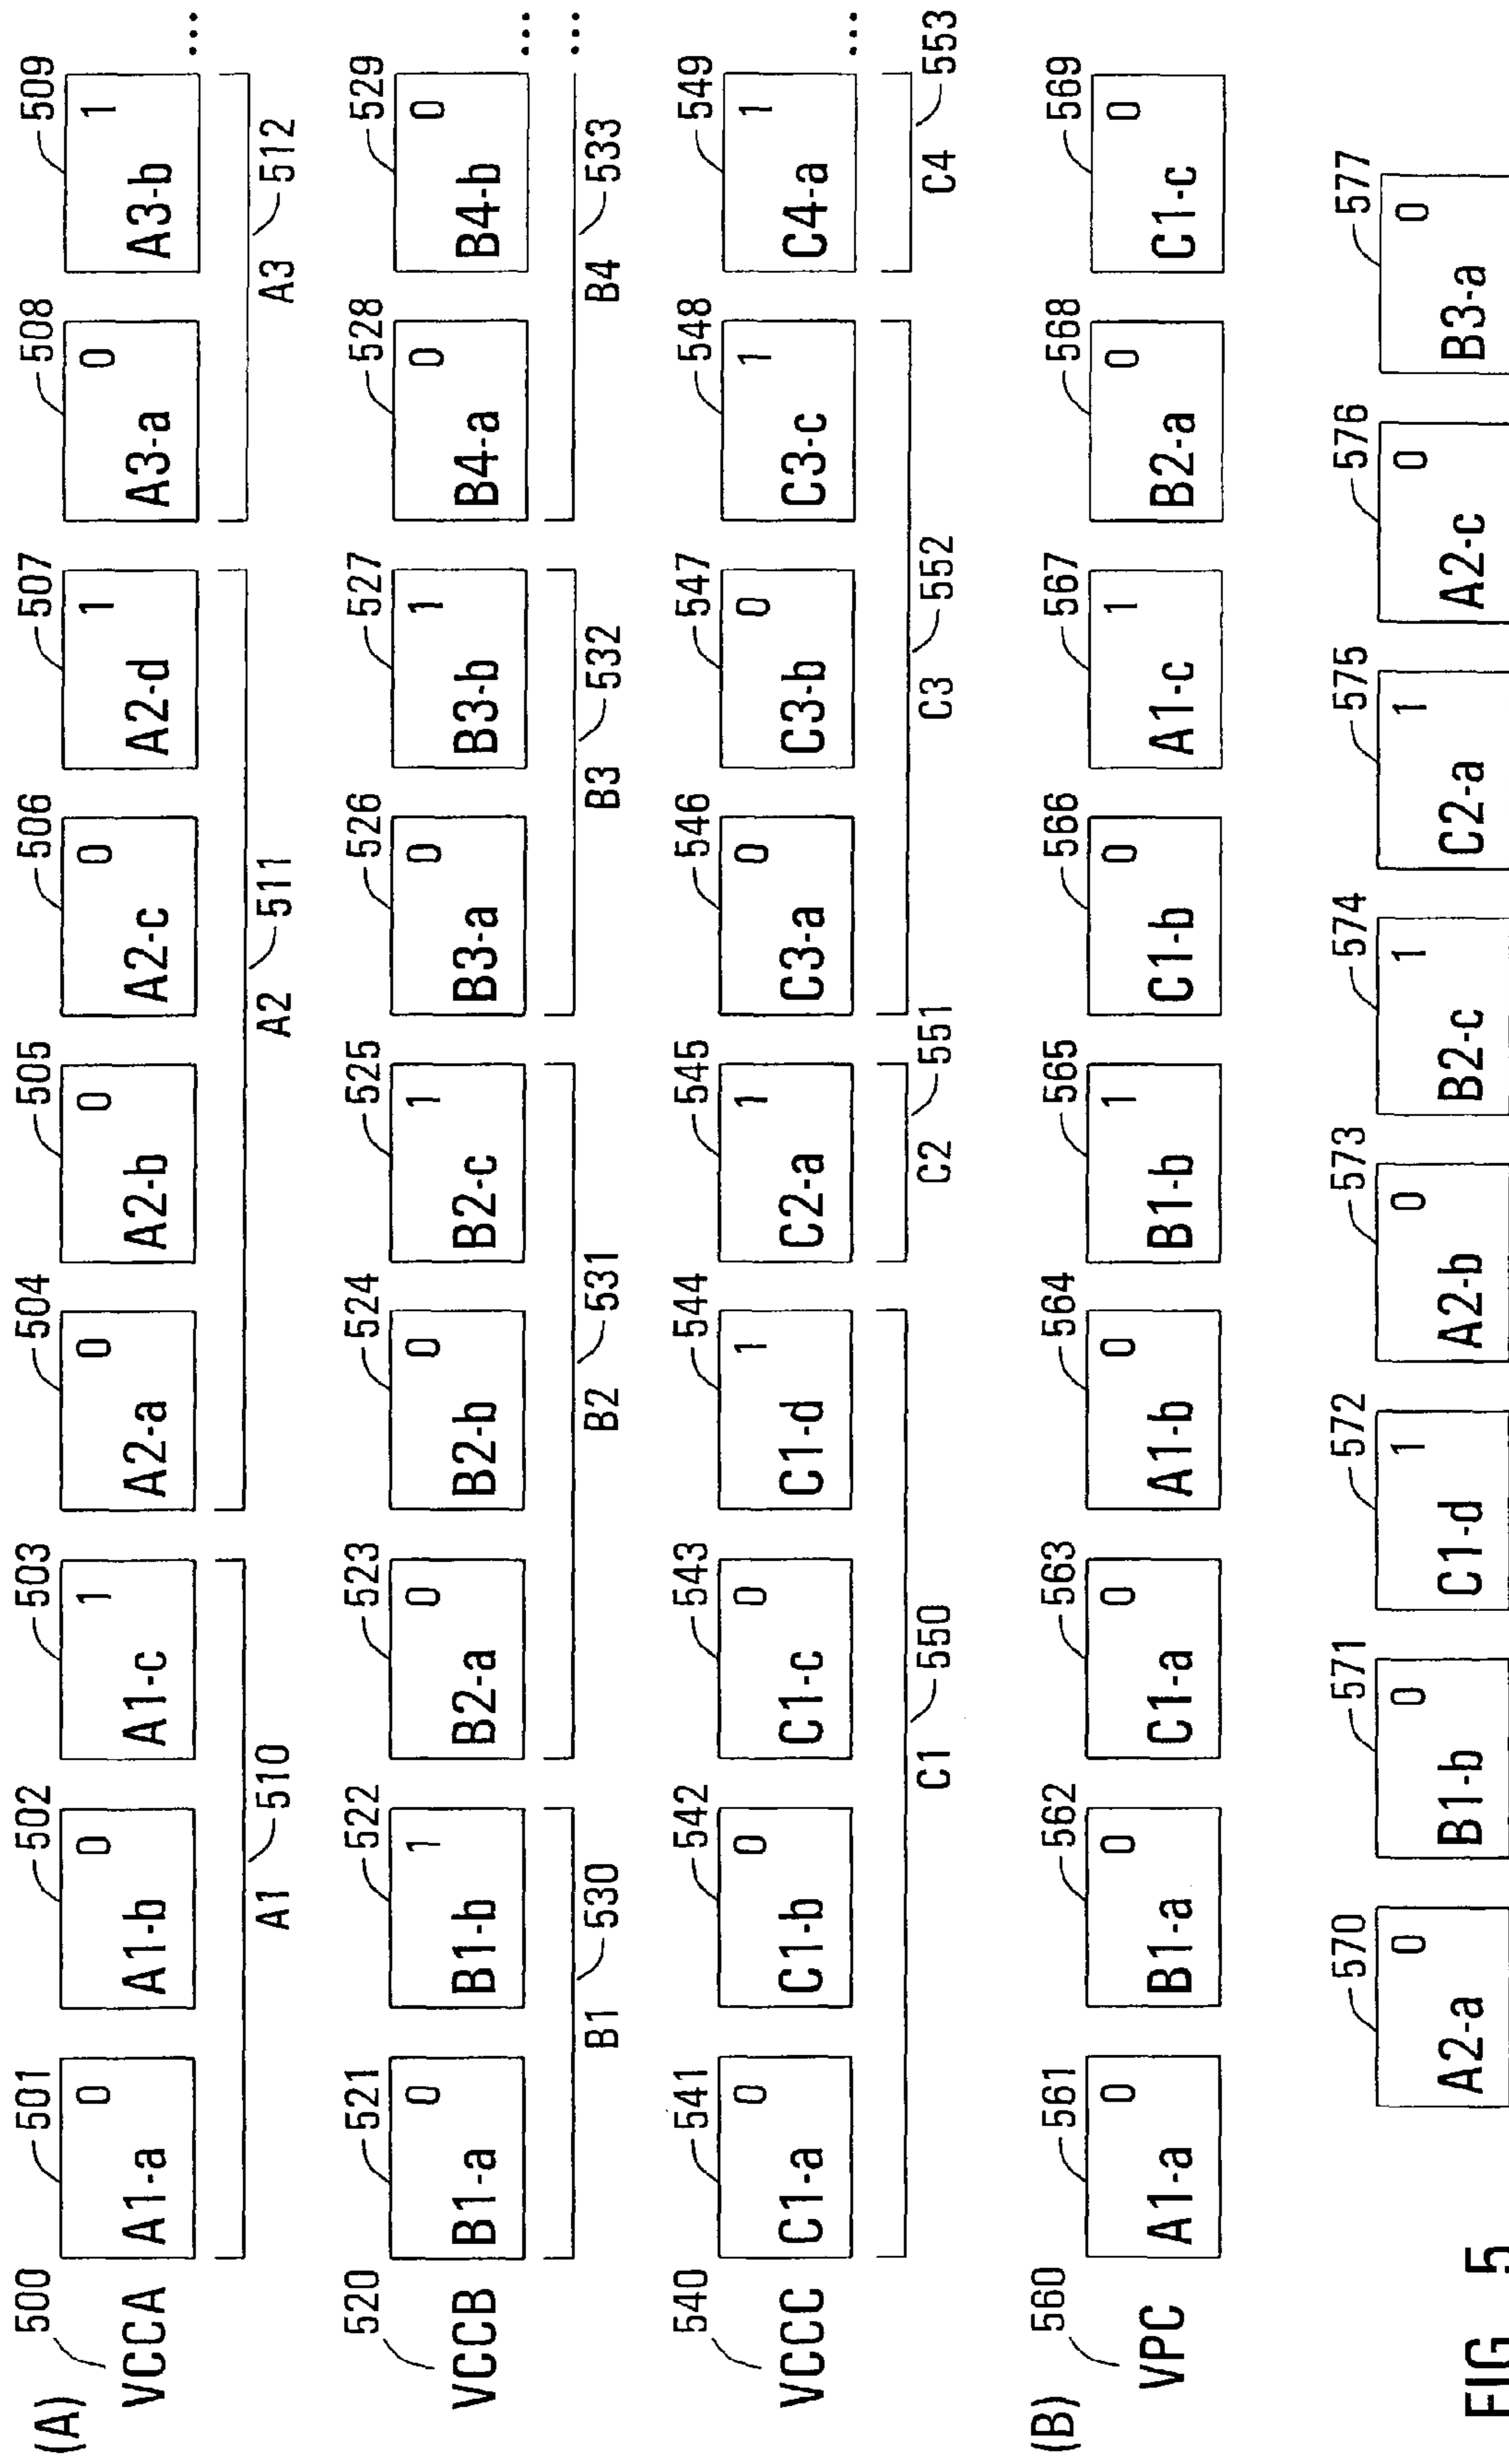 (A)
500 501 502 503 504 505 506 507 508 509
VCCA
0 0 1 0 0 0 1 0 1
A1-a A1-b A1-c A2-a A2-b A2-c A2-d A3-a A3-b ...
A1 510 A2 511 A3 512
520 521 522 523 524 525 526 527 528 529
VCCB
0 1 0 0 1 0 1 0 0
B1-a B1-b B2-a B2-b B2-c B3-a B3-b B4-a B4-b ...
B1 530 B2 531 B3 532 B4 533 ...
540 541 542 543 544 545 546 547 548 549
VCCC
0 0 0 1 1 0 0 1 1
C1-a C1-b C1-c C1-d C2-a C3-a C3-b C3-c C4-a ...
C1 550 C2 551 C3 552 C4 553
(B)
560 561 562 563 564 565 566 567 568 569
VPC
0 0 0 0 1 0 1 0 0
A1-a B1-a C1-a A1-b B1-b C1-b A1-c B2-a C1-c
570 571 572 573 574 575 576 577
0 0 1 0 1 1 0 0
A2-a B1-b C1-d A2-b B2-c C2-a A2-c B3-a
FIG. 5